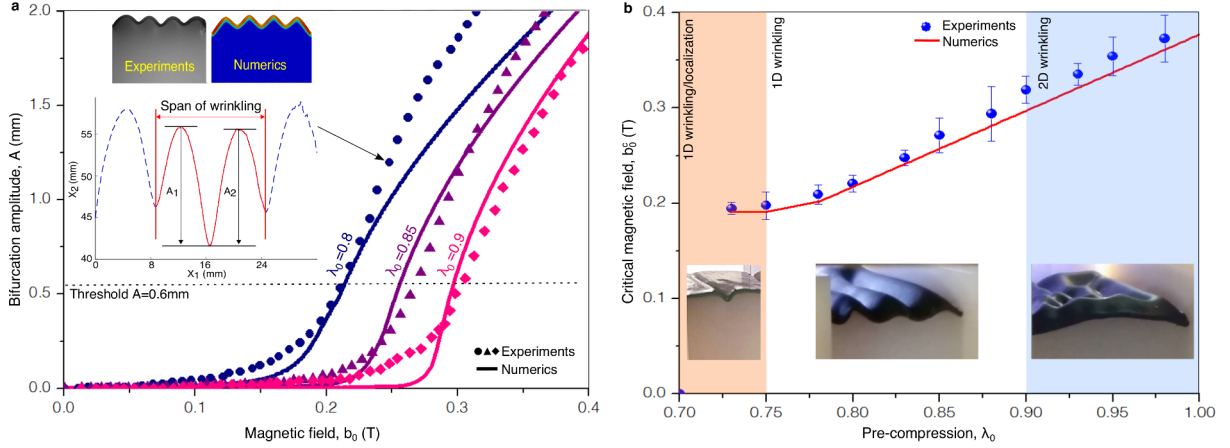 a
Bifurcation amplitude, A (mm)
2.0
1.5
1.0
0.5
0.0
0.0
0.1
0.2
0.3
0.4
Magnetic field, b₀ (T)
Experiments
Numerics
Span of wrinkling
X₂ (mm)
55
50
45
40
0
8
16
24
X₁ (mm)
A₁
A₂
λ₀=0.8
λ₀=0.85
λ₀=0.9
Threshold A=0.6mm
Experiments
Numerics
b
Critical magnetic field, b₀ᶜ (T)
0.4
0.3
0.2
0.1
0.0
0.70
0.75
0.80
0.85
0.90
0.95
1.00
Pre-compression, λ₀
1D wrinkling/localization
1D wrinkling
2D wrinkling
Experiments
Numerics